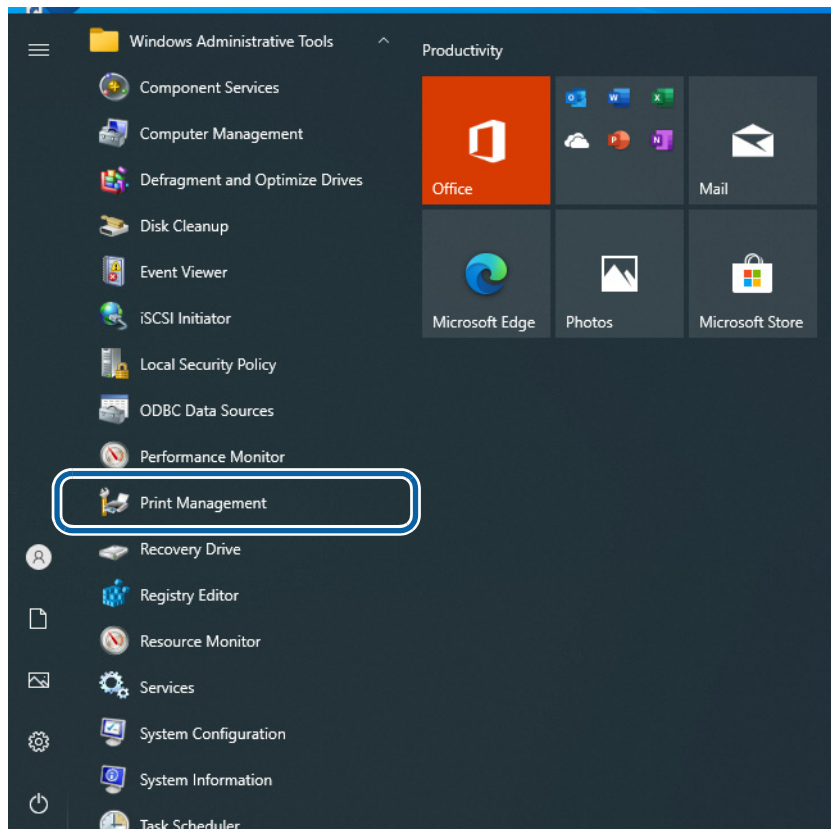 Windows Administrative Tools
Component Services
Computer Management
Defragment and Optimize Drives
Disk Cleanup
Event Viewer
iSCSI Initiator
Local Security Policy
ODBC Data Sources
Performance Monitor
Print Management
Recovery Drive
Registry Editor
Resource Monitor
Services
System Configuration
System Information
Task Scheduler
Productivity
Office
Mail
Microsoft Edge
Photos
Microsoft Store